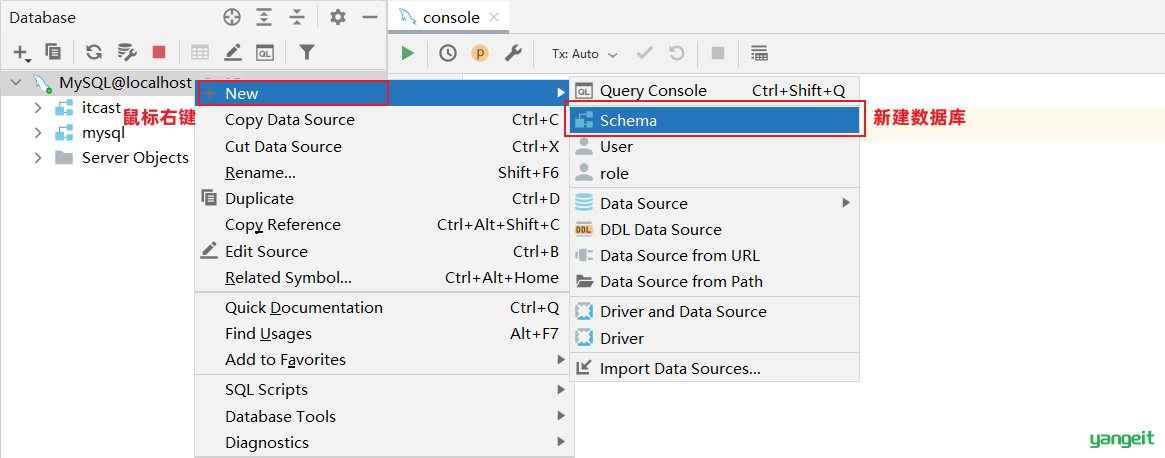 Database
console
Tx: Auto
MySQL@localhost
itcast
鼠标右键
mysql
Server Objects
New
Copy Data Source Ctrl+C
Cut Data Source Ctrl+X
Rename... Shift+F6
Duplicate Ctrl+D
Copy Reference Ctrl+Alt+Shift+C
Edit Source Ctrl+B
Related Symbol... Ctrl+Alt+Home
Quick Documentation Ctrl+Q
Find Usages Alt+F7
Add to Favorites
SQL Scripts
Database Tools
Diagnostics
QL Query Console Ctrl+Shift+Q
Schema
新建数据库
User
role
Data Source
DDL DDL Data Source
Data Source from URL
Data Source from Path
Driver and Data Source
Driver
Import Data Sources...
yangeit